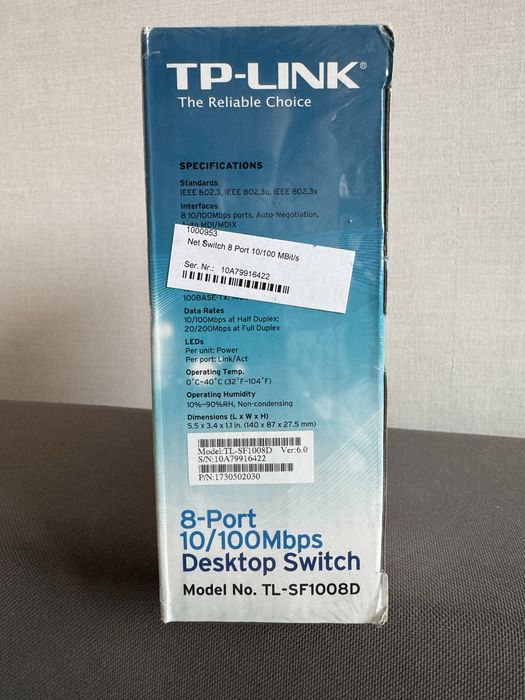 TP-LINK®
The Reliable Choice
SPECIFICATIONS
Standards
IEEE 802.3, IEEE 802.3u, IEEE 802.3x
Interfaces
8 10/100Mbps ports, Auto-Negotiation,
Auto MDI/MDIX
1000953
Net Switch 8 Port 10/100 MBit/s
Ser. Nr.: 10A79916422
100BASE-TX:
Data Rates
10/100Mbps at Half Duplex;
20/200Mbps at Full Duplex
LEDs
Per unit: Power
Per port: Link/Act
Operating Temp.
0°C~40°C (32°F~104°F)
Operating Humidity
10%~90%RH, Non-condensing
Dimensions (L x W x H)
5.5 x 3.4 x 1.1 in. (140 x 87 x 27.5 mm)
Model:TL-SF1008D Ver:6.0
S/N:10A79916422
P/N:1730502030
8-Port
10/100Mbps
Desktop Switch
Model No. TL-SF1008D